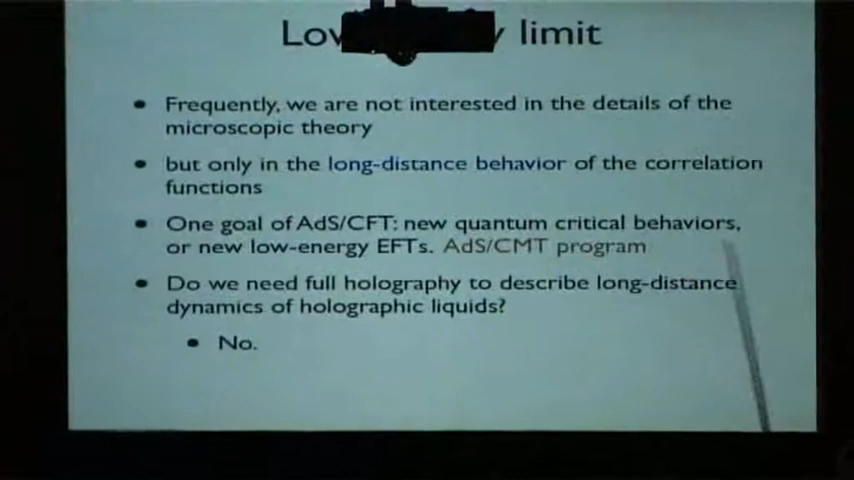 limit
• Frequently, we are not interested in the details of the
microscopic theory
• but only in the long-distance behavior of the correlation
functions
• One goal of AdS/CFT: new quantum critical behaviors,
or new low-energy EFTs. AdS/CMT program
• Do we need full holography to describe long-distance
dynamics of holographic liquids?
• No.